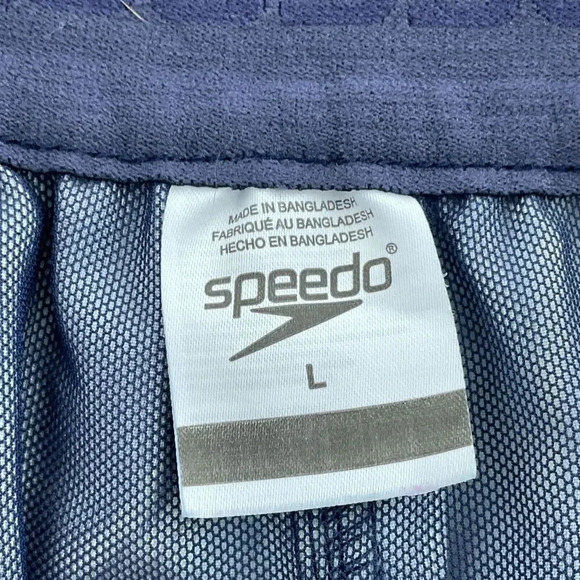 MADE IN BANGLADESH
FABRIQUÉ AU BANGLADESH
HECHO EN BANGLADESH
speedo®
L